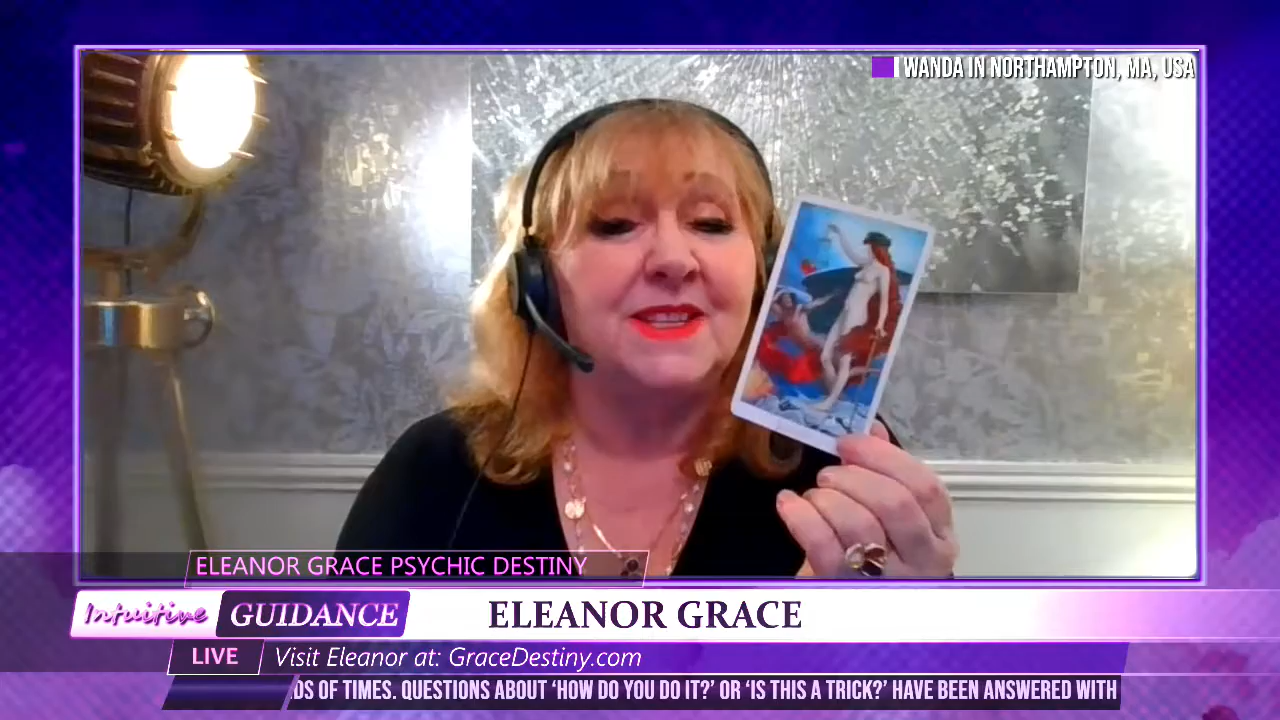 WANDA IN NORTHAMPTON, MA, USA
ELEANOR GRACE PSYCHIC DESTINY
Intuitive GUIDANCE
ELEANOR GRACE
LIVE
Visit Eleanor at: GraceDestiny.com
DS OF TIMES. QUESTIONS ABOUT ‘HOW DO YOU DO IT?’ OR ‘IS THIS A TRICK?’ HAVE BEEN ANSWERED WITH